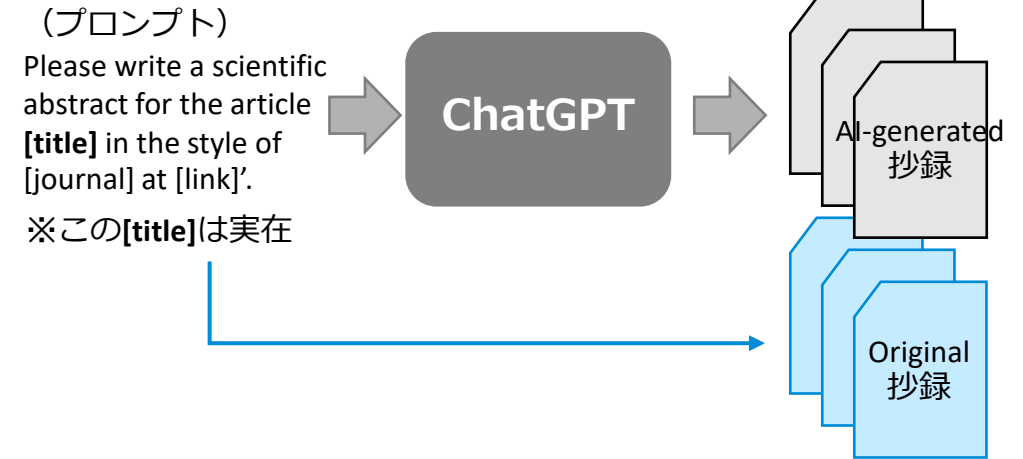 （プロンプト）
Please write a scientific
abstract for the article
[title] in the style of
[journal] at [link]’.
※この[title]は実在
ChatGPT
AI-generated
抄録
Original
抄録